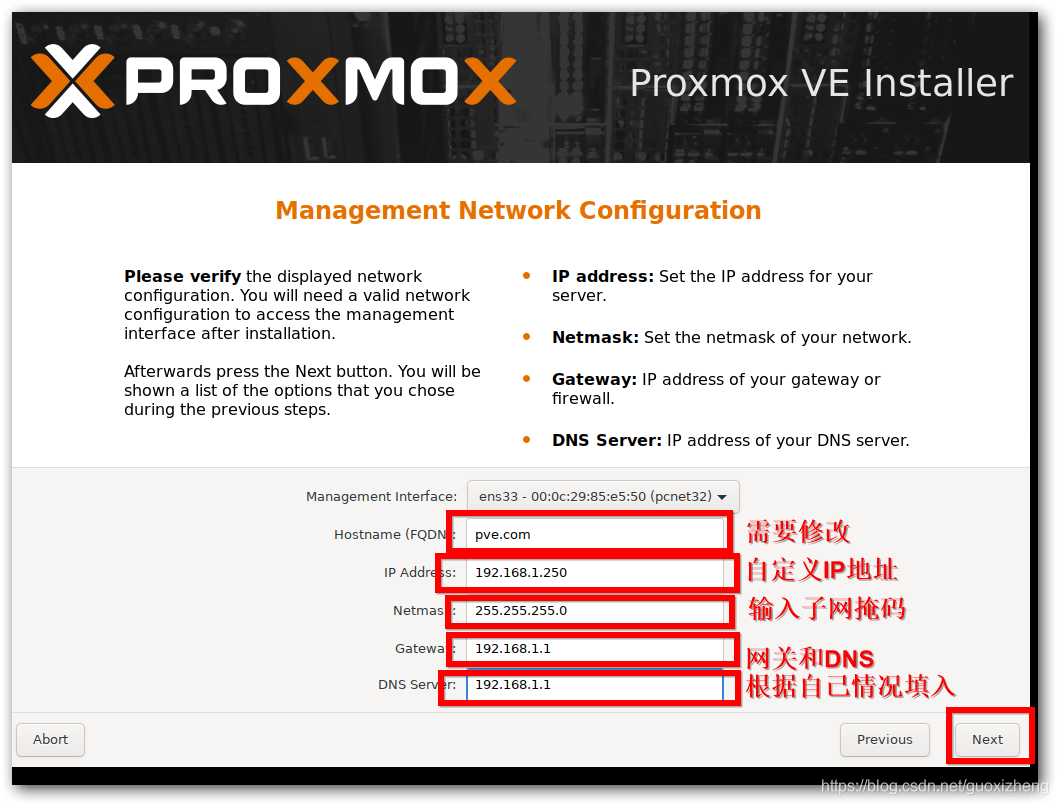 PROXMOX
Proxmox VE Installer
Management Network Configuration
Please verify the displayed network
configuration. You will need a valid network
configuration to access the management
interface after installation.
Afterwards press the Next button. You will be
shown a list of the options that you chose
during the previous steps.
IP address: Set the IP address for your
server.
Netmask: Set the netmask of your network.
Gateway: IP address of your gateway or
firewall.
DNS Server: IP address of your DNS server.
Management Interface: ens33 - 00:0c:29:85:e5:50 (pcnet32)
Hostname (FQDN): pve.com 需要修改
IP Address: 192.168.1.250 自定义IP地址
Netmask: 255.255.255.0 输入子网掩码
Gateway: 192.168.1.1 网关和DNS
DNS Server: 192.168.1.1 根据自己情况填入
Abort Previous Next
https://blog.csdn.net/guoxizheng